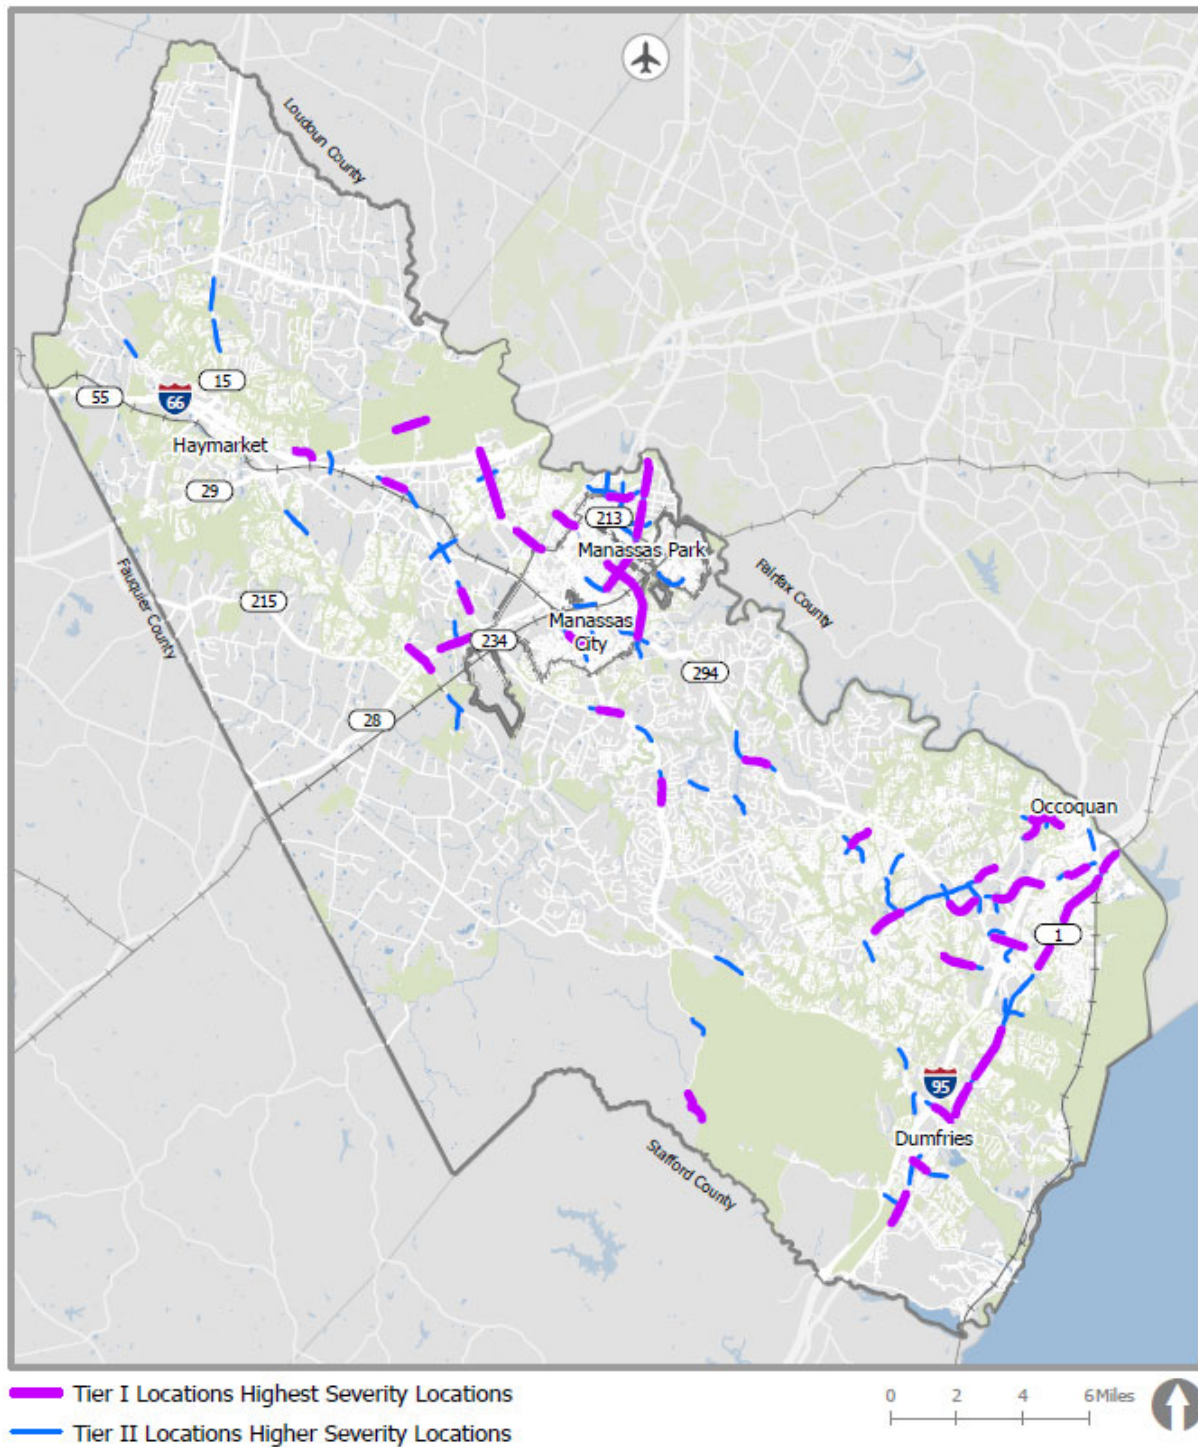 Loudoun County
15
55
66
Haymarket
29
213
Manassas Park
Fairfax County
Fauquier County
215
Manassas
City
234
294
28
Occoquan
1
95
Dumfries
Stafford County
Tier I Locations Highest Severity Locations
0 2 4 6 Miles
Tier II Locations Higher Severity Locations